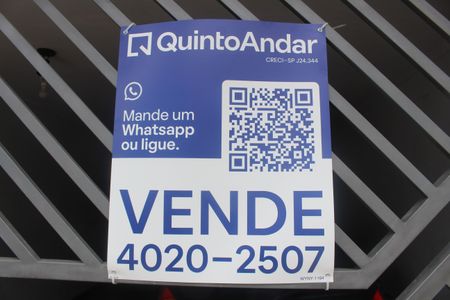 QuintoAndar
CRECI-SP J24.344
Mande um
Whatsapp
ou ligue.
VENDE
4020-2507